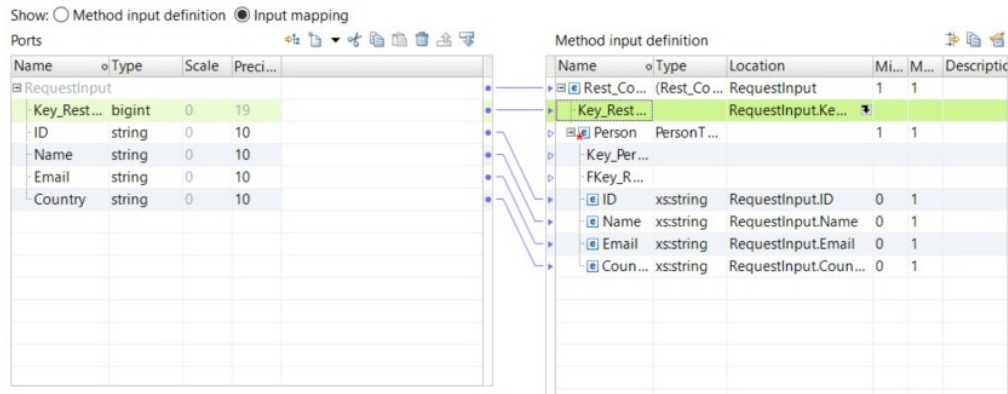 Show: Method input definition Input mapping
Ports
Name Type Scale Preci...
RequestInput
Key_Rest... bigint 0 19
ID string 0 10
Name string 0 10
Email string 0 10
Country string 0 10
Method input definition
Name Type Location Mi... M... Descriptic
Rest_Co... (Rest_Co... RequestInput 1 1
Key_Rest... RequestInput.Ke...
Person PersonT... 1 1
Key_Per...
FKey_R...
ID xs:string RequestInput.ID 0 1
Name xs:string RequestInput.Name 0 1
Email xs:string RequestInput.Email 0 1
Coun... xs:string RequestInput.Coun... 0 1